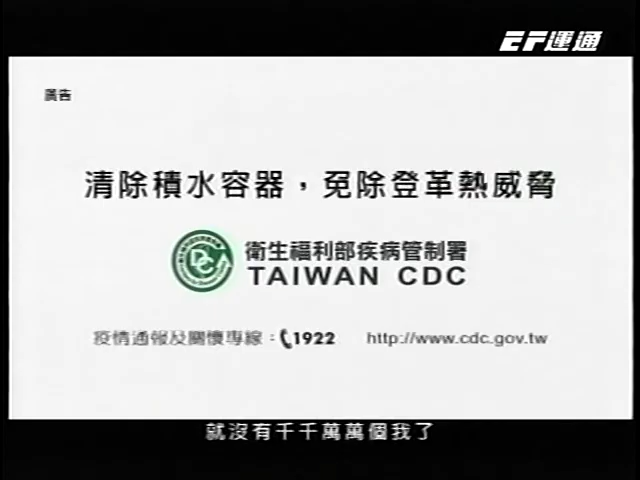 EF運通
廣告
清除積水容器,免除登革熱威脅
衛生福利部疾病管制署
TAIWAN CDC
疫情通報及關懷專線:1922 http://www.cdc.gov.tw
就沒有千千萬萬個我了